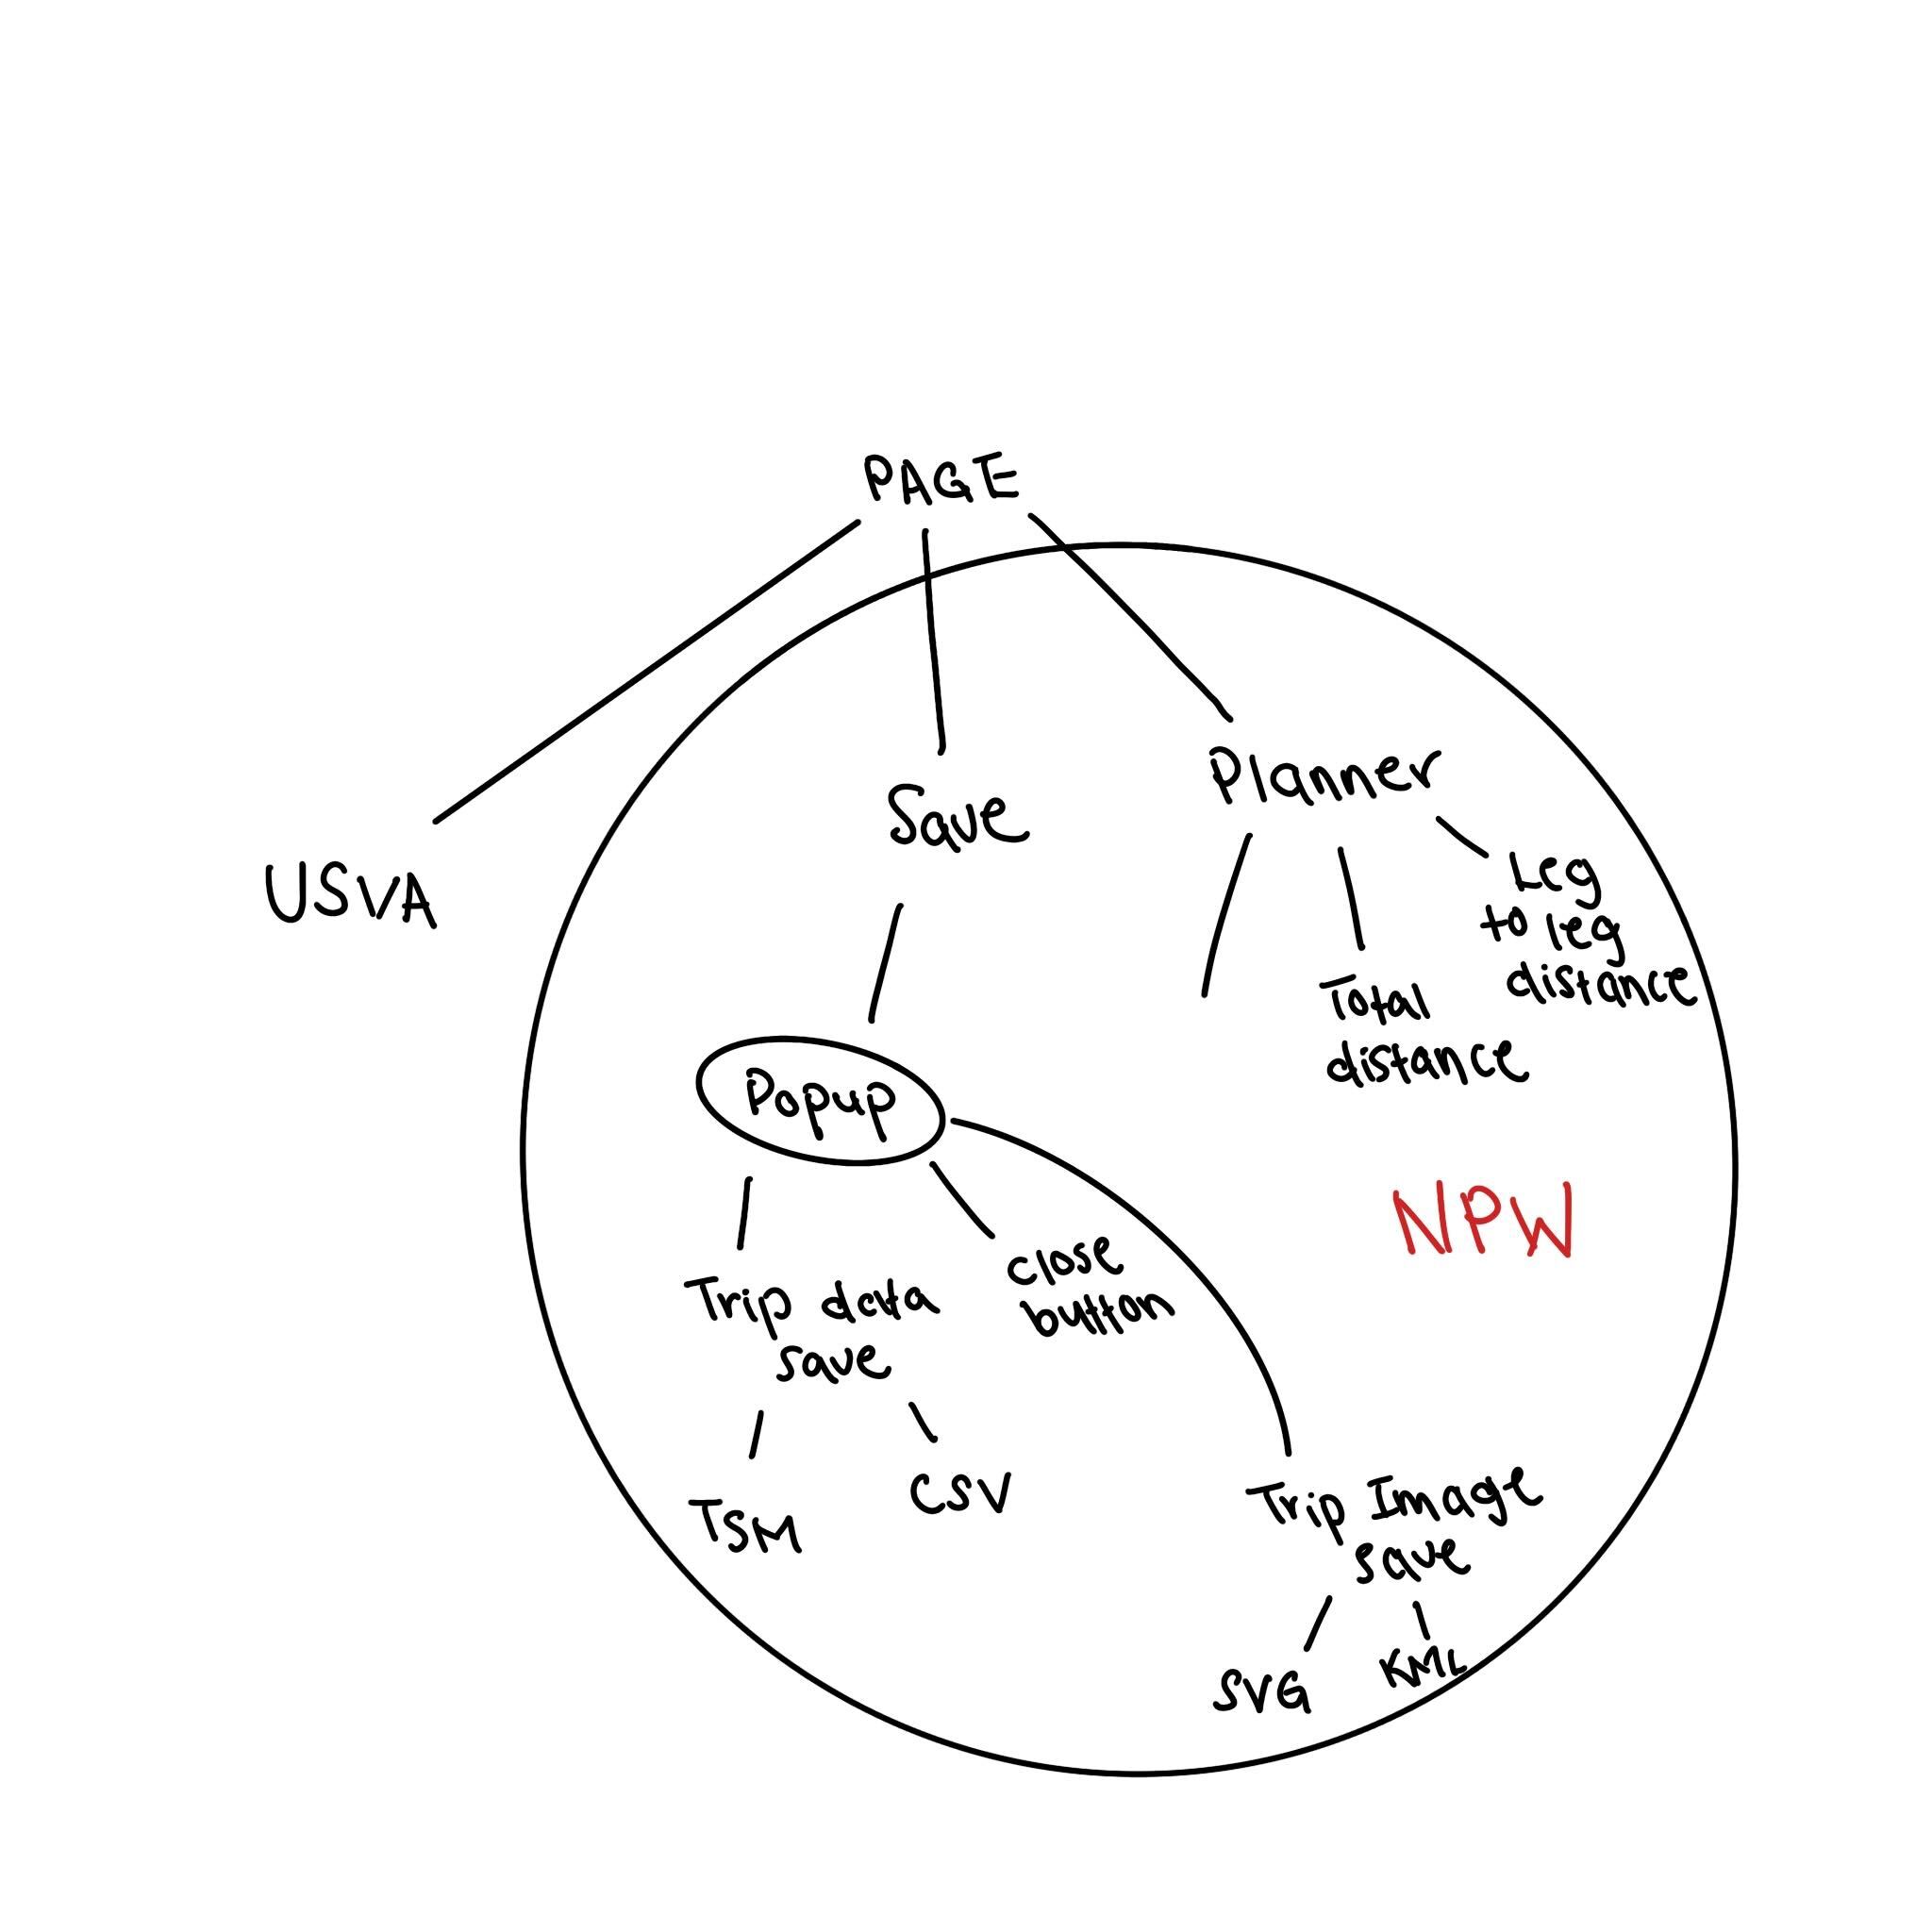 PAGE
Planner
Save
USVA
Leg
to leg
distance
Total
distance
Popup
NPW
close
button
Trip data
save
CSV
TSM
Trip Image
save
SVG
KML